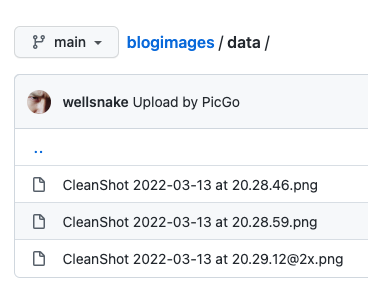 main blogimages / data /
wellsnake Upload by PicGo
..
CleanShot 2022-03-13 at 20.28.46.png
CleanShot 2022-03-13 at 20.28.59.png
CleanShot 2022-03-13 at 20.29.12@2x.png